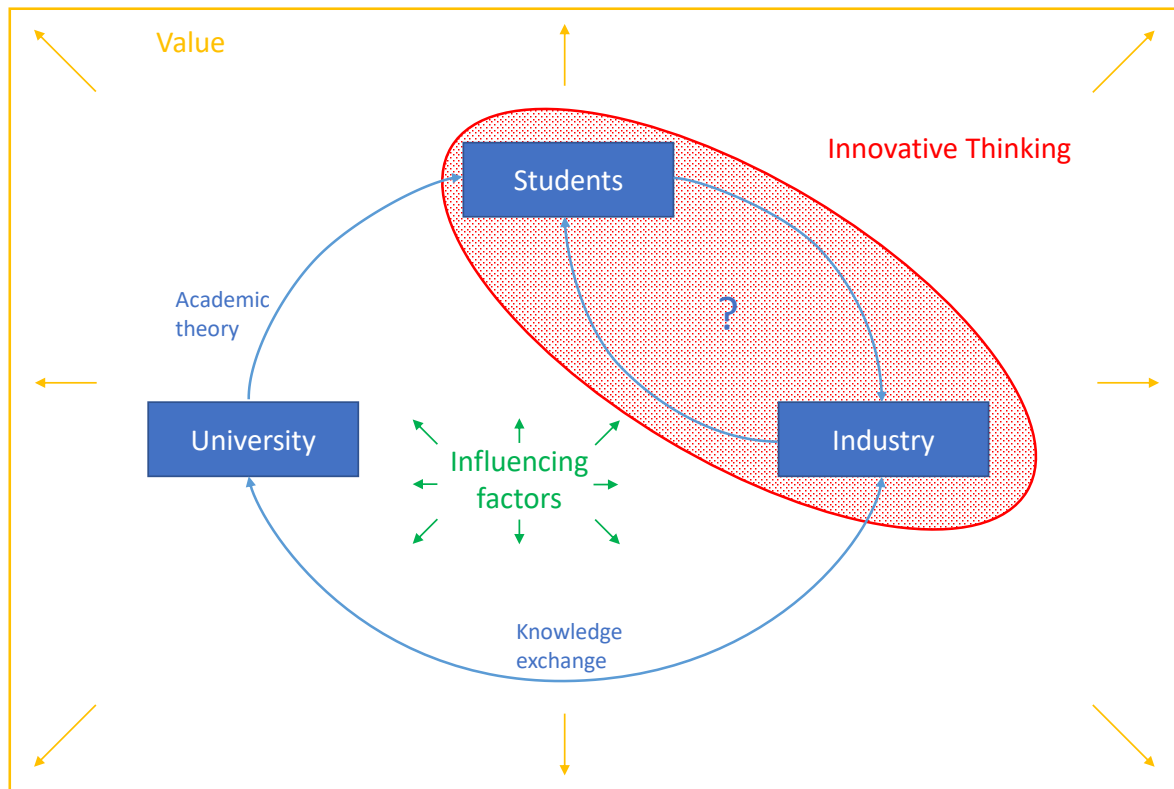 Value
Innovative Thinking
Students
Academic
theory
?
University
Industry
Influencing
factors
Knowledge
exchange